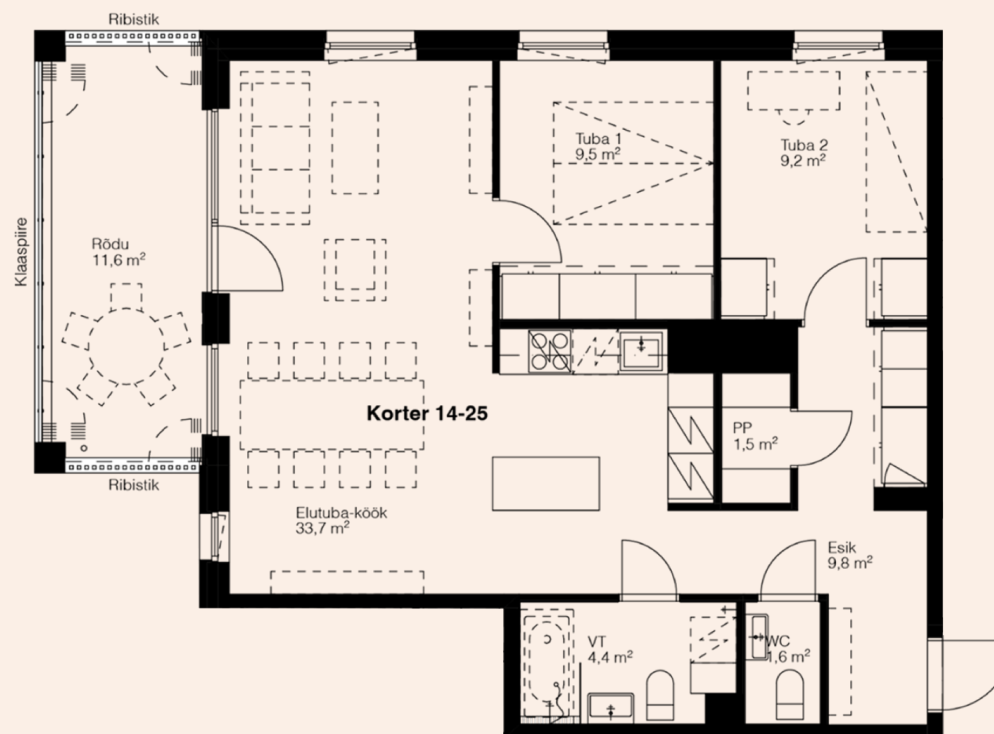 Ribistik
Tuba 1
9,5 m²
Tuba 2
9,2 m²
Klaaspiire
Rõdu
11,6 m²
Korter 14-25
PP
1,5 m²
Ribistik
Elutuba-köök
33,7 m²
Esik
9,8 m²
VT
4,4 m²
WC
1,6 m²